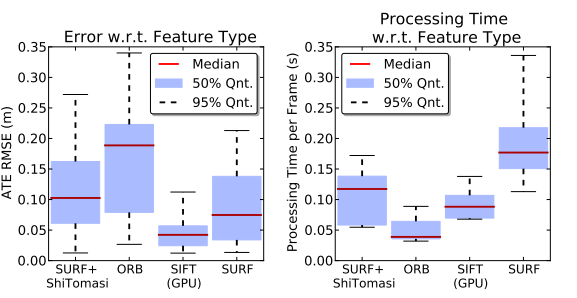 Error w.r.t. Feature Type
ATE RMSE (m)
0.35
0.30
0.25
0.20
0.15
0.10
0.05
0.00
Median
50% Qnt.
95% Qnt.
SURF+
ShiTomasi
ORB
SIFT
(GPU)
SURF
Processing Time
w.r.t. Feature Type
Processing Time per Frame (s)
0.35
0.30
0.25
0.20
0.15
0.10
0.05
0.00
Median
50% Qnt.
95% Qnt.
SURF+
ShiTomasi
ORB
SIFT
(GPU)
SURF